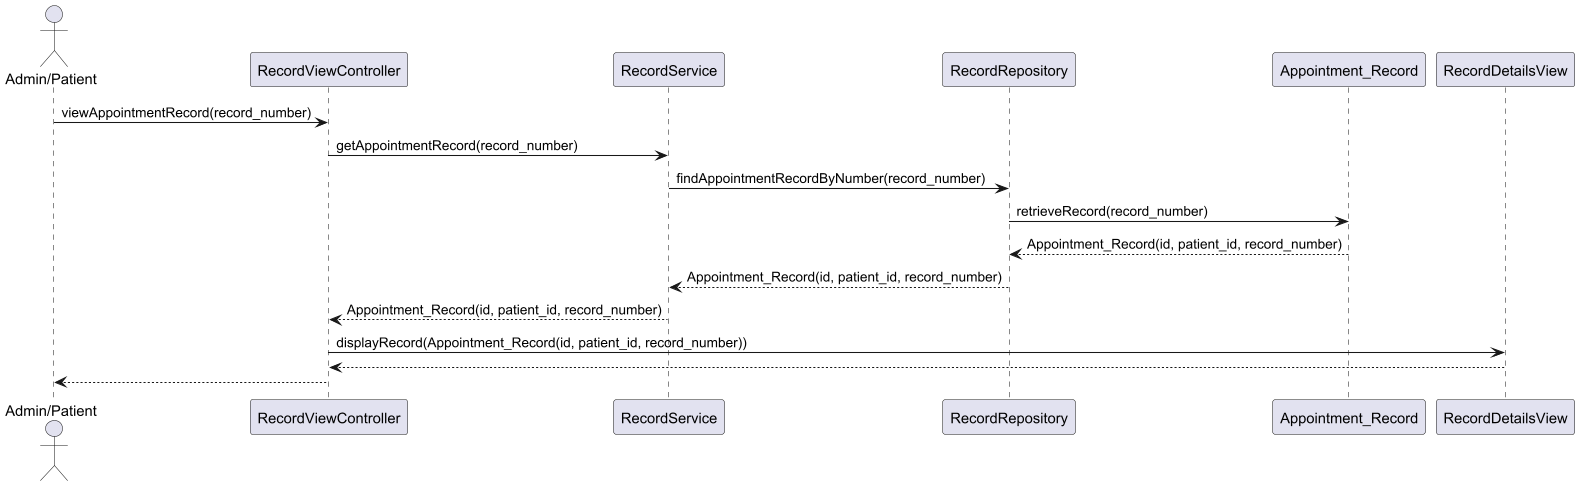 Admin/Patient
RecordViewController
RecordService
RecordRepository
Appointment_Record
RecordDetailsView
viewAppointmentRecord(record_number)
getAppointmentRecord(record_number)
findAppointmentRecordByNumber(record_number)
retrieveRecord(record_number)
Appointment_Record(id, patient_id, record_number)
Appointment_Record(id, patient_id, record_number)
Appointment_Record(id, patient_id, record_number)
displayRecord(Appointment_Record(id, patient_id, record_number))
Admin/Patient
RecordViewController
RecordService
RecordRepository
Appointment_Record
RecordDetailsView